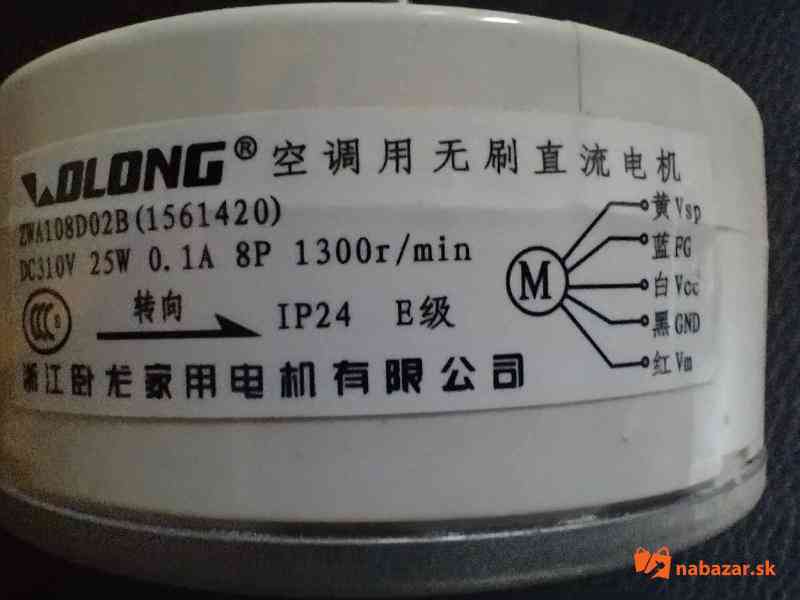 WOLONG® 空调用无刷直流电机
ZWA108D02B(1561420)
DC310V 25W 0.1A 8P 1300r/min
CCC S 转向 IP24 E级
浙江卧龙家用电机有限公司
M
黄 Vsp
蓝 FG
白 Vcc
黑 GND
红 Vm
nabazar.sk